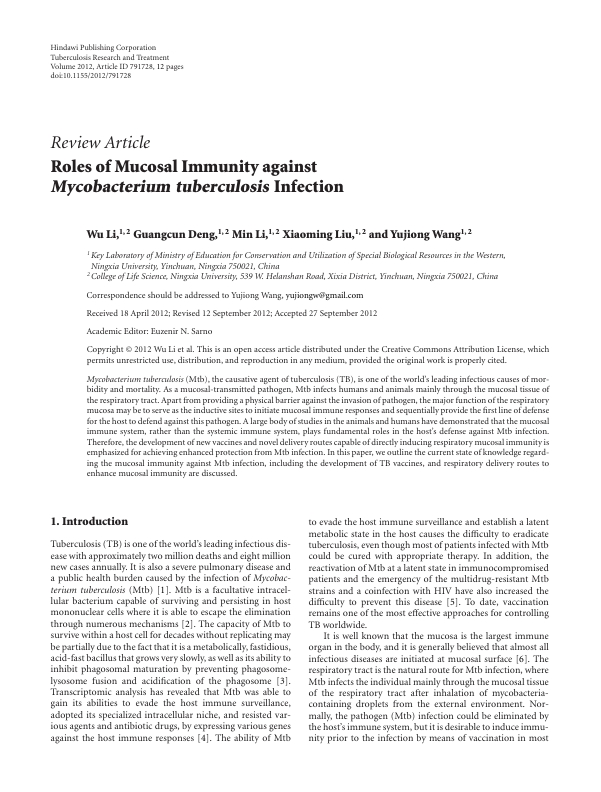 Hindawi Publishing Corporation
Tuberculosis Research and Treatment
Volume 2012, Article ID 791728, 12 pages
doi:10.1155/2012/791728
Review Article
Roles of Mucosal Immunity against
Mycobacterium tuberculosis Infection
Wu Li,1, 2 Guangcun Deng,1, 2 Min Li,1, 2 Xiaoming Liu,1, 2 and Yujiong Wang1, 2
1 Key Laboratory of Ministry of Education for Conservation and Utilization of Special Biological Resources in the Western,
Ningxia University, Yinchuan, Ningxia 750021, China
2 College of Life Science, Ningxia University, 539 W. Helanshan Road, Xixia District, Yinchuan, Ningxia 750021, China
Correspondence should be addressed to Yujiong Wang, yujiongw@gmail.com
Received 18 April 2012; Revised 12 September 2012; Accepted 27 September 2012
Academic Editor: Euzenir N. Sarno
Copyright © 2012 Wu Li et al. This is an open access article distributed under the Creative Commons Attribution License, which
permits unrestricted use, distribution, and reproduction in any medium, provided the original work is properly cited.
Mycobacterium tuberculosis (Mtb), the causative agent of tuberculosis (TB), is one of the world's leading infectious causes of mor-
bidity and mortality. As a mucosal-transmitted pathogen, Mtb infects humans and animals mainly through the mucosal tissue of
the respiratory tract. Apart from providing a physical barrier against the invasion of pathogen, the major function of the respiratory
mucosa may be to serve as the inductive sites to initiate mucosal immune responses and sequentially provide the first line of defense
for the host to defend against this pathogen. A large body of studies in the animals and humans have demonstrated that the mucosal
immune system, rather than the systemic immune system, plays fundamental roles in the host's defense against Mtb infection.
Therefore, the development of new vaccines and novel delivery routes capable of directly inducing respiratory mucosal immunity is
emphasized for achieving enhanced protection from Mtb infection. In this paper, we outline the current state of knowledge regard-
ing the mucosal immunity against Mtb infection, including the development of TB vaccines, and respiratory delivery routes to
enhance mucosal immunity are discussed.
1. Introduction
Tuberculosis (TB) is one of the world's leading infectious dis-
ease with approximately two million deaths and eight million
new cases annually. It is also a severe pulmonary disease and
a public health burden caused by the infection of Mycobac-
terium tuberculosis (Mtb) [1]. Mtb is a facultative intracel-
lular bacterium capable of surviving and persisting in host
mononuclear cells where it is able to escape the elimination
through numerous mechanisms [2]. The capacity of Mtb to
survive within a host cell for decades without replicating may
be partially due to the fact that it is a metabolically, fastidious,
acid-fast bacillus that grows very slowly, as well as its ability to
inhibit phagosomal maturation by preventing phagosome-
lysosome fusion and acidification of the phagosome [3].
Transcriptomic analysis has revealed that Mtb was able to
gain its abilities to evade the host immune surveillance,
adopted its specialized intracellular niche, and resisted var-
ious agents and antibiotic drugs, by expressing various genes
against the host immune responses [4]. The ability of Mtb
to evade the host immune surveillance and establish a latent
metabolic state in the host causes the difficulty to eradicate
tuberculosis, even though most of patients infected with Mtb
could be cured with appropriate therapy. In addition, the
reactivation of Mtb at a latent state in immunocompromised
patients and the emergency of the multidrug-resistant Mtb
strains and a coinfection with HIV have also increased the
difficulty to prevent this disease [5]. To date, vaccination
remains one of the most effective approaches for controlling
TB worldwide.
It is well known that the mucosa is the largest immune
organ in the body, and it is generally believed that almost all
infectious diseases are initiated at mucosal surface [6]. The
respiratory tract is the natural route for Mtb infection, where
Mtb infects the individual mainly through the mucosal tissue
of the respiratory tract after inhalation of mycobacteria-
containing droplets from the external environment. Nor-
mally, the pathogen (Mtb) infection could be eliminated by
the host's immune system, but it is desirable to induce immu-
nity prior to the infection by means of vaccination in most